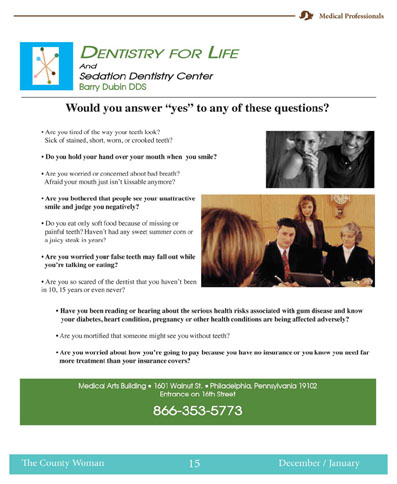 Medical Professionals
DENTISTRY FOR LIFE
And
Sedation Dentistry Center
Barry Dubin DDS
Would you answer “yes” to any of these questions?
• Are you tired of the way your teeth look?
Sick of stained, short, worn, or crooked teeth?
• Do you hold your hand over your mouth when you smile?
• Are you worried or concerned about bad breath?
Afraid your mouth just isn't kissable anymore?
• Are you bothered that people see your unattractive
smile and judge you negatively?
• Do you eat only soft food because of missing or
painful teeth? Haven't had any sweet summer corn or
a juicy steak in years?
• Are you worried your false teeth may fall out while
you're talking or eating?
• Are you so scared of the dentist that you haven't been
in 10, 15 years or even never?
• Have you been reading or hearing about the serious health risks associated with gum disease and know
your diabetes, heart condition, pregnancy or other health conditions are being affected adversely?
• Are you mortified that someone might see you without teeth?
• Are you worried about how you're going to pay because you have no insurance or you know you need far
more treatment than your insurance covers?
Medical Arts Building • 1601 Walnut St. • Philadelphia, Pennsylvania 19102
Entrance on 16th Street
866-353-5773
The County Woman 15 December / January